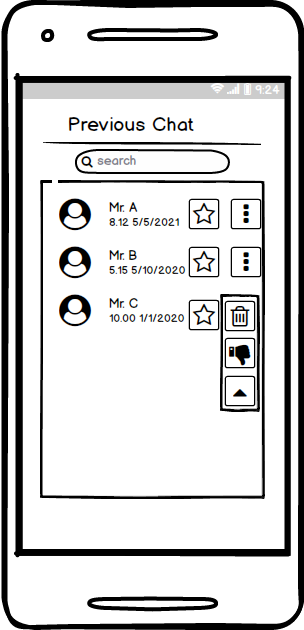 9:24
Previous Chat
search
Mr. A
8.12 5/5/2021
Mr. B
5.15 5/10/2020
Mr. C
10.00 1/1/2020